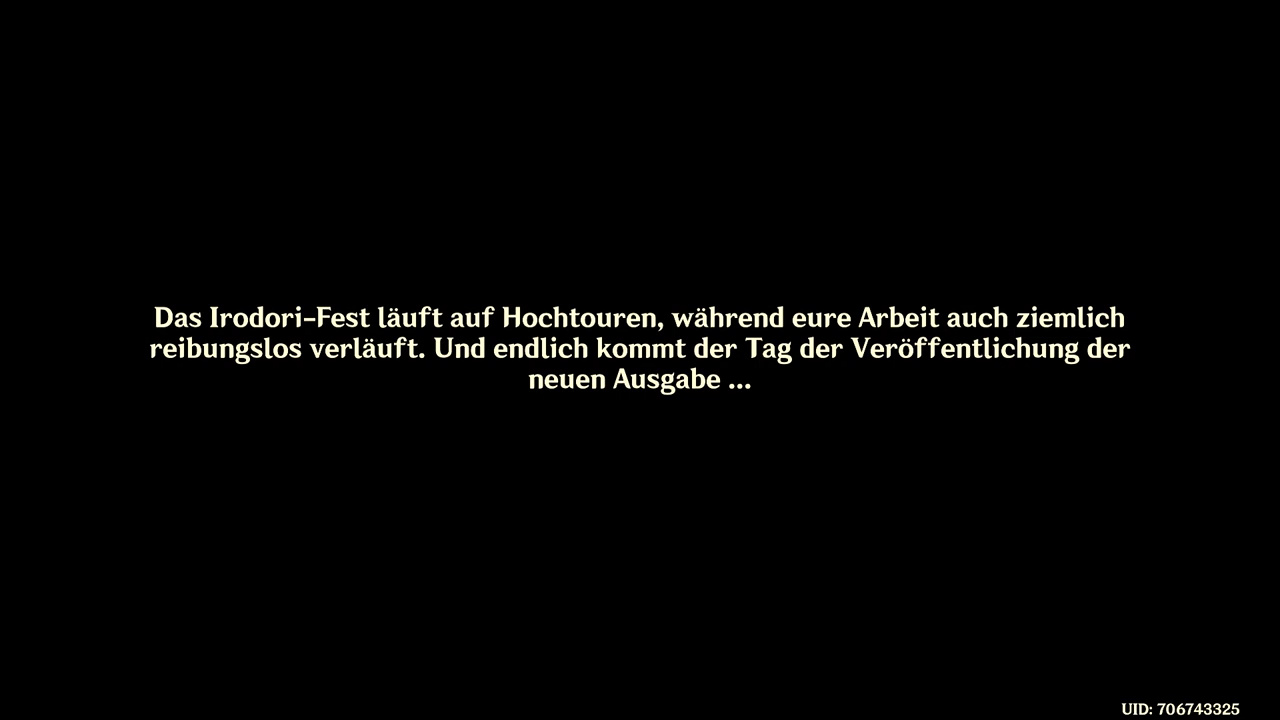 Das Irodori-Fest läuft auf Hochtouren, während eure Arbeit auch ziemlich
reibungslos verläuft. Und endlich kommt der Tag der Veröffentlichung der
neuen Ausgabe ...
UID: 706743325